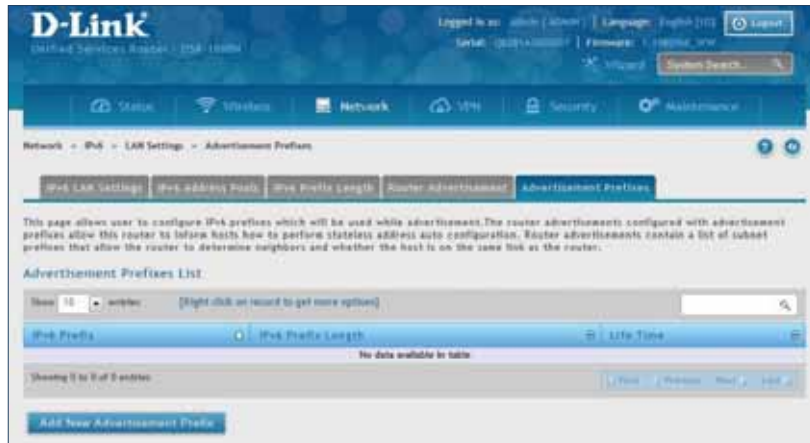 D-Link
Logged in as: admin ( ADMIN ) | Language: English [US]
Logout
Unified Services Router -
Serial: | Firmware:
Wizard
System Search...
Status
Wireless
Network
VPN
Security
Maintenance
Network » IPv6 » LAN Settings » Advertisement Prefixes
IPv6 LAN Settings
IPv6 Address Pools
IPv6 Prefix Length
Router Advertisement
Advertisement Prefixes
This page allows user to configure IPv6 prefixes which will be used while advertisement.The router advertisements configured with advertisement
prefixes allow this router to inform hosts how to perform stateless address auto configuration. Router advertisements contain a list of subnet
prefixes that allow the router to determine neighbors and whether the host is on the same link as the router.
Advertisement Prefixes List
Show 10 entries [Right click on record to get more options]
IPv6 Prefix
IPv6 Prefix Length
Life Time
No data available in table
Showing 0 to 0 of 0 entries
First Previous Next Last
Add New Advertisement Prefix